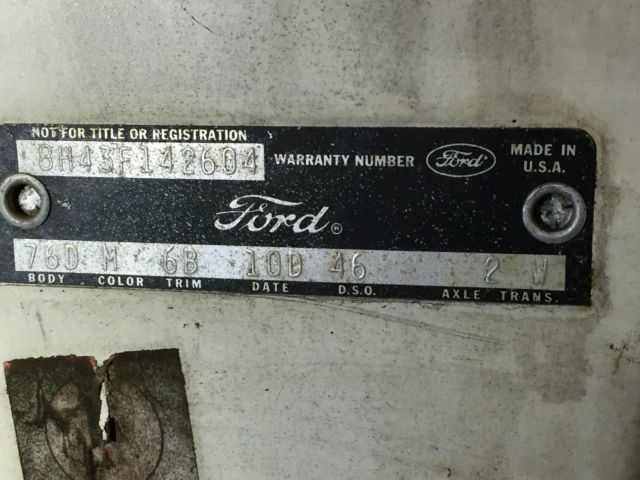 NOT FOR TITLE OR REGISTRATION
8H43F142604 WARRANTY NUMBER Ford MADE IN U.S.A.
Ford®
76D M 6B 10D 46 2 W
BODY COLOR TRIM DATE D.S.O. AXLE TRANS.